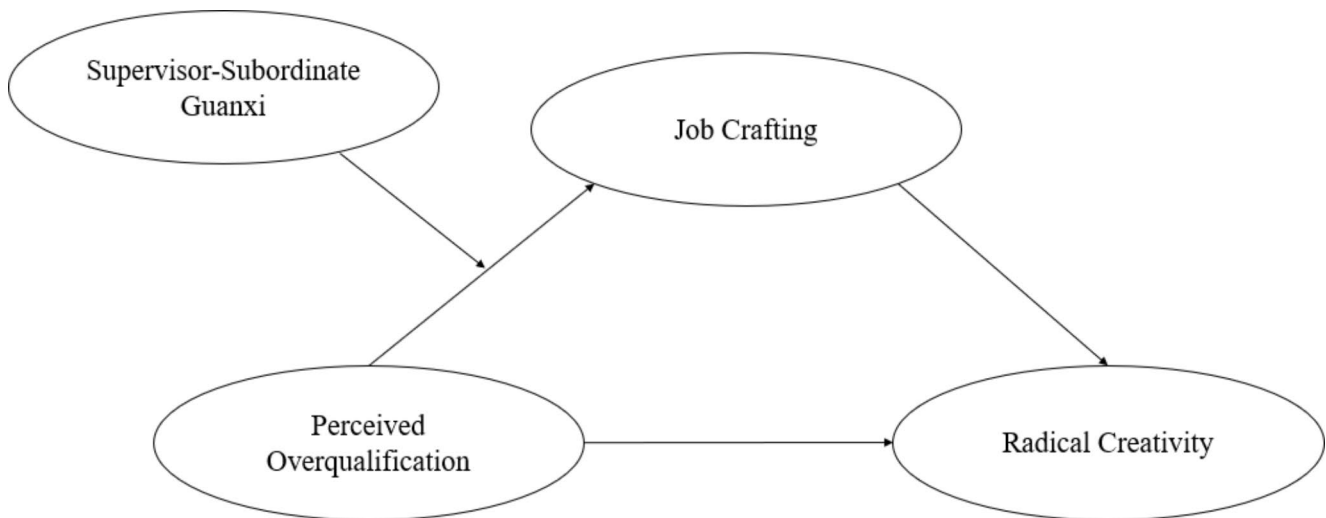 Supervisor-Subordinate
Guanxi
Job Crafting
Perceived
Overqualification
Radical Creativity